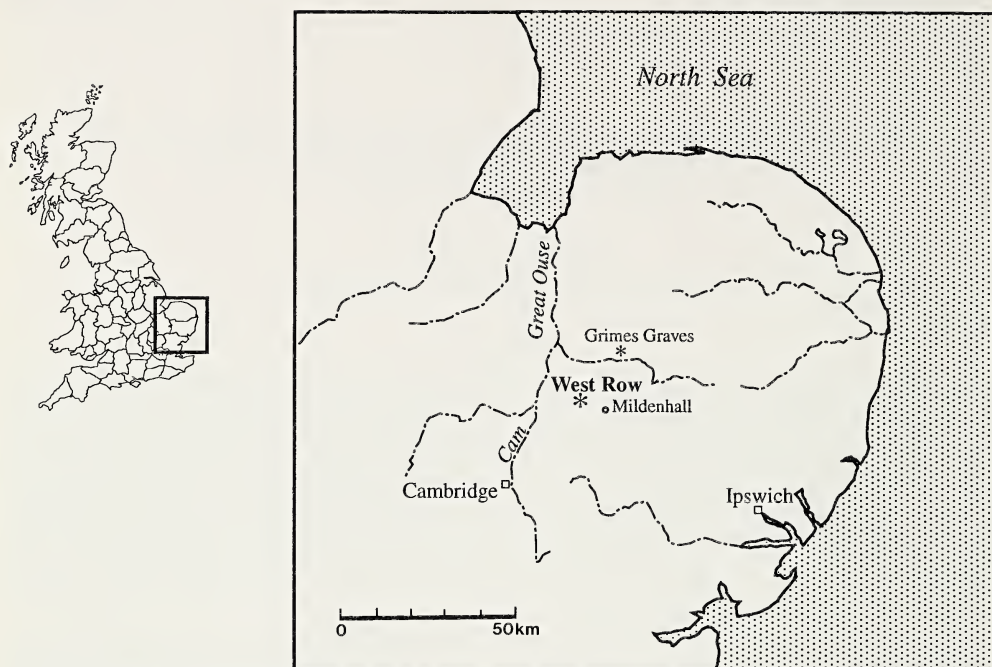 North Sea
Great Ouse
Grimes Graves
West Row
Mildenhall
Cam
Cambridge
Ipswich
0 50km